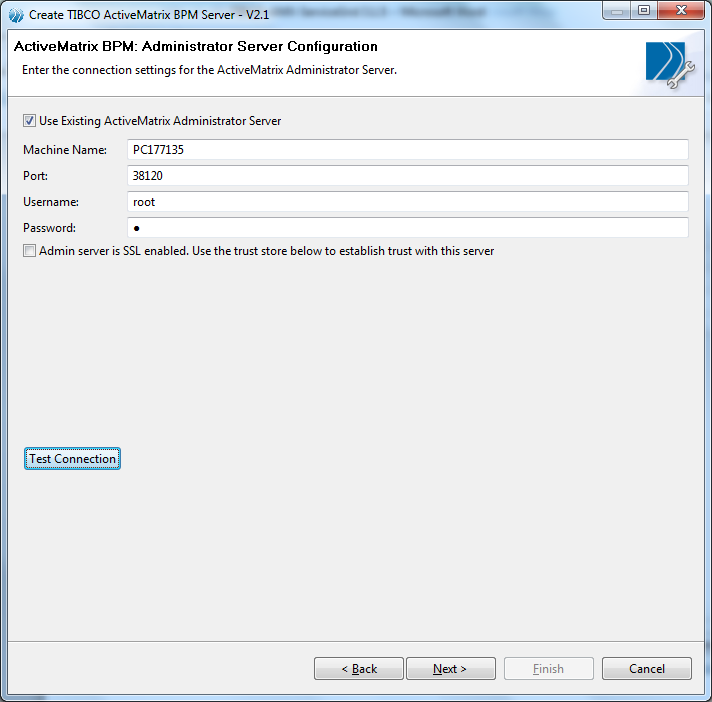 Create TIBCO ActiveMatrix BPM Server - V2.1
ActiveMatrix BPM: Administrator Server Configuration
Enter the connection settings for the ActiveMatrix Administrator Server.
Use Existing ActiveMatrix Administrator Server
Machine Name: PC177135
Port: 38120
Username: root
Password: ●
Admin server is SSL enabled. Use the trust store below to establish trust with this server
Test Connection
< Back Next > Finish Cancel